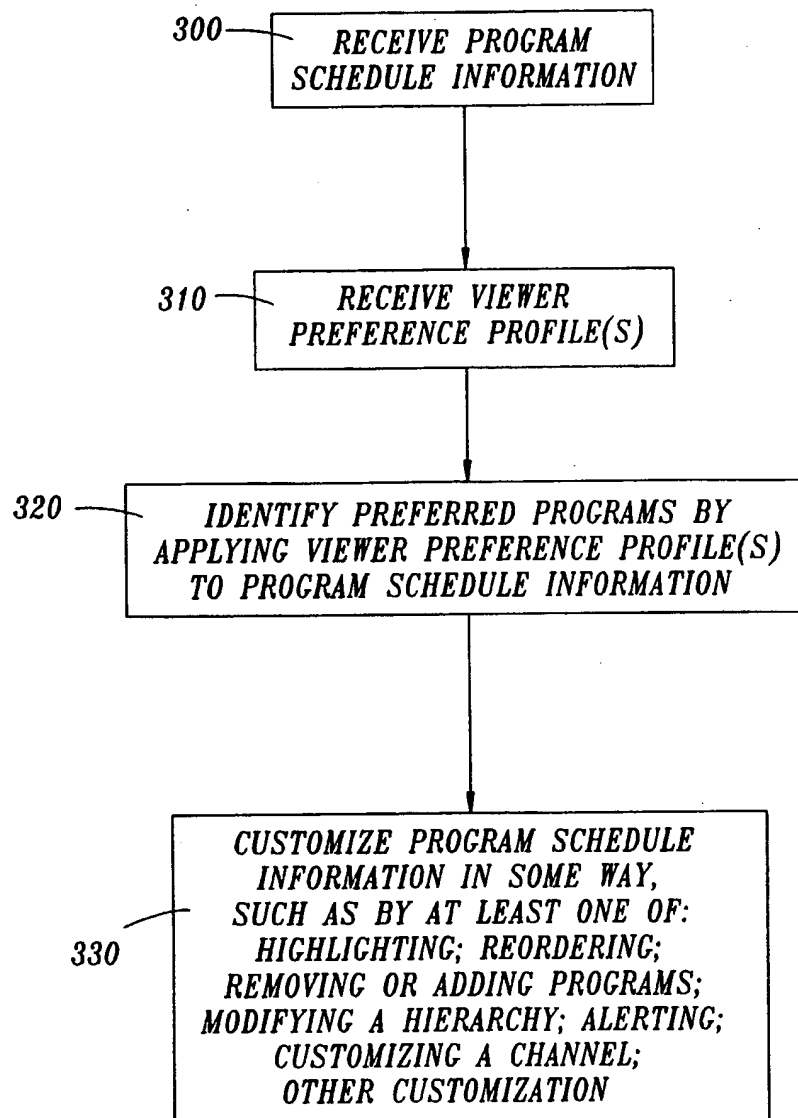 300
RECEIVE PROGRAM
SCHEDULE INFORMATION
310
RECEIVE VIEWER
PREFERENCE PROFILE(S)
320
IDENTIFY PREFERRED PROGRAMS BY
APPLYING VIEWER PREFERENCE PROFILE(S)
TO PROGRAM SCHEDULE INFORMATION
330
CUSTOMIZE PROGRAM SCHEDULE
INFORMATION IN SOME WAY,
SUCH AS BY AT LEAST ONE OF:
HIGHLIGHTING; REORDERING;
REMOVING OR ADDING PROGRAMS;
MODIFYING A HIERARCHY; ALERTING;
CUSTOMIZING A CHANNEL;
OTHER CUSTOMIZATION